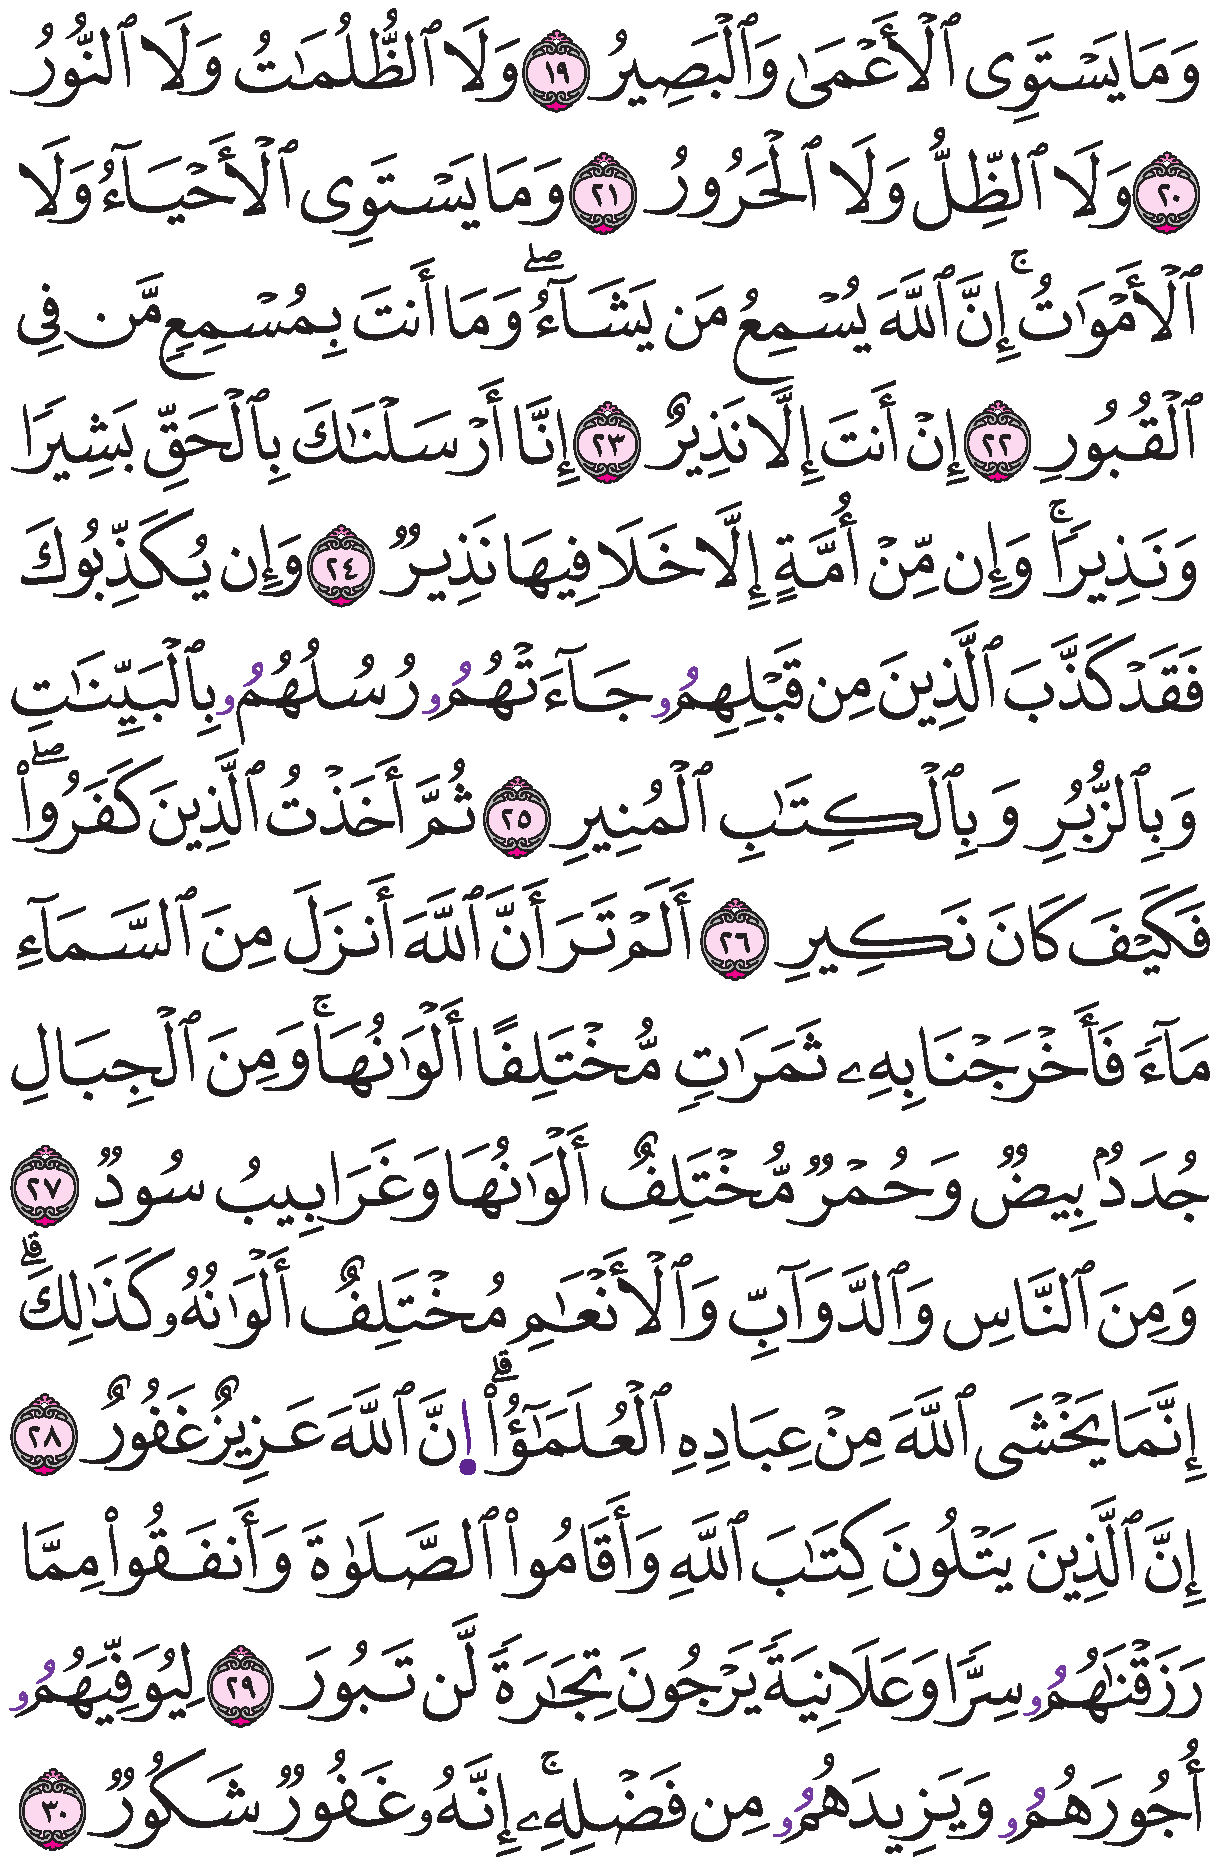 وَمَا يَسْتَوِى ٱلْأَعْمَىٰ وَٱلْبَصِيرُ ١٩ وَلَا ٱلظُّلُمَٰتُ وَلَا ٱلنُّورُ
٢٠ وَلَا ٱلظِّلُّ وَلَا ٱلْحَرُورُ ٢١ وَمَا يَسْتَوِى ٱلْأَحْيَآءُ وَلَا
ٱلْأَمْوَٰتُ ۚ إِنَّ ٱللَّهَ يُسْمِعُ مَن يَشَآءُ ۖ وَمَا أَنتَ بِمُسْمِعٍ مَّن فِى
ٱلْقُبُورِ ٢٢ إِنْ أَنتَ إِلَّا نَذِيرٌ ٢٣ إِنَّا أَرْسَلْنَٰكَ بِالْحَقِّ بَشِيرًا
وَنَذِيرًا ۚ وَإِن مِّنْ أُمَّةٍ إِلَّا خَلَا فِيهَا نَذِيرٌ ٢٤ وَإِن يُكَذِّبُوكَ
فَقَدْ كَذَّبَ ٱلَّذِينَ مِن قَبْلِهِمُۥ جَآءَتْهُمُۥ رُسُلُهُمُۥ بِالْبَيِّنَٰتِ
وَبِالزُّبُرِ وَبِالْكِتَٰبِ ٱلْمُنِيرِ ٢٥ ثُمَّ أَخَذْتُ ٱلَّذِينَ كَفَرُوا۟ ۖ
فَكَيْفَ كَانَ نَكِيرِ ٢٦ أَلَمْ تَرَ أَنَّ ٱللَّهَ أَنزَلَ مِنَ ٱلسَّمَآءِ
مَآءً فَأَخْرَجْنَا بِهِۦ ثَمَرَٰتٍ مُّخْتَلِفًا أَلْوَٰنُهَا ۚ وَمِنَ ٱلْجِبَالِ
جُدَدٌۢ بِيضٌ وَحُمْرٌ مُّخْتَلِفٌ أَلْوَٰنُهَا وَغَرَابِيبُ سُودٌ ٢٧
وَمِنَ ٱلنَّاسِ وَٱلدَّوَآبِّ وَٱلْأَنْعَٰمِ مُخْتَلِفٌ أَلْوَٰنُهُۥ كَذَٰلِكَ ۗ
إِنَّمَا يَخْشَى ٱللَّهَ مِنْ عِبَادِهِ ٱلْعُلَمَٰٓؤُا۟ ۗ ا۪نَّ ٱللَّهَ عَزِيزٌ غَفُورٌ ٢٨
إِنَّ ٱلَّذِينَ يَتْلُونَ كِتَٰبَ ٱللَّهِ وَأَقَامُوا۟ ٱلصَّلَوٰةَ وَأَنفَقُوا۟ مِمَّا
رَزَقْنَٰهُمُۥ سِرًّا وَعَلَانِيَةً يَرْجُونَ تِجَٰرَةً لَّن تَبُورَ ٢٩ لِيُوَفِّيَهُمُۥ
أُجُورَهُمُۥ وَيَزِيدَهُمُۥ مِن فَضْلِهِۦ ۚ إِنَّهُۥ غَفُورٌ شَكُورٌ ٣٠